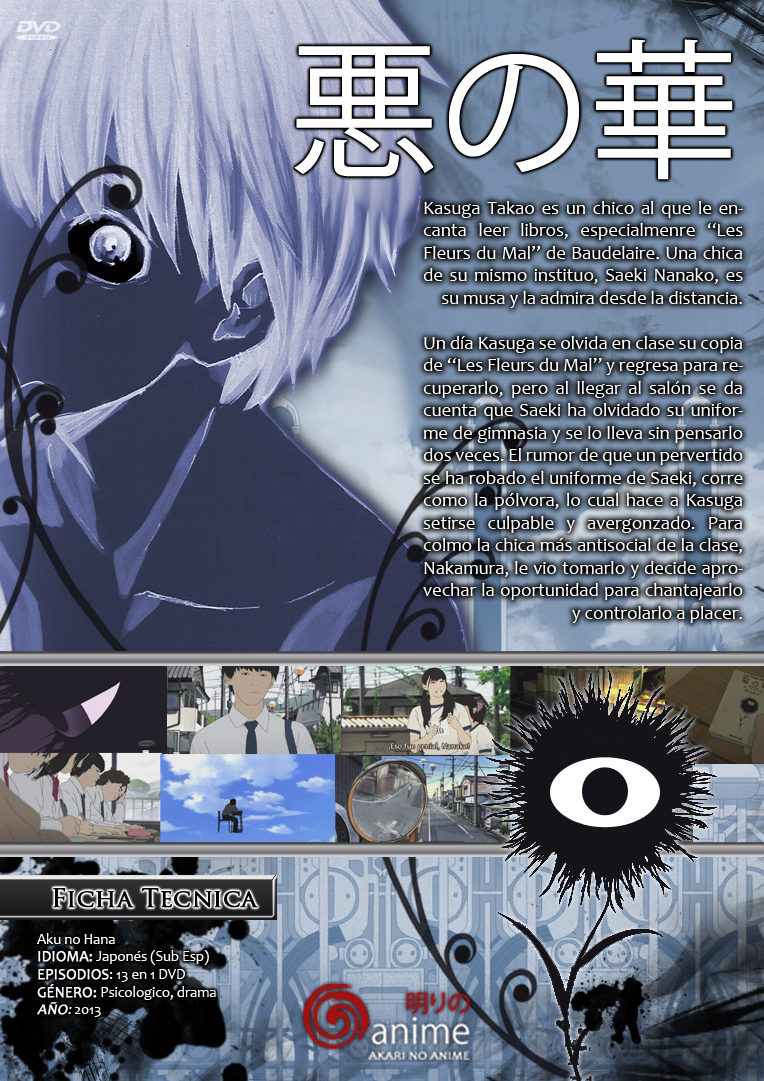 DVD
VIDEO
悪の華
Kasuga Takao es un chico al que le en-
canta leer libros, especialmenre “Les
Fleurs du Mal” de Baudelaire. Una chica
de su mismo instituo, Saeki Nanako, es
su musa y la admira desde la distancia.
Un día Kasuga se olvida en clase su copia
de “Les Fleurs du Mal” y regresa para re-
cuperarlo, pero al llegar al salón se da
cuenta que Saeki ha olvidado su unifor-
me de gimnasia y se lo lleva sin pensarlo
dos veces. El rumor de que un pervertido
se ha robado el uniforme de Saeki, corre
como la pólvora, lo cual hace a Kasuga
setirse culpable y avergonzado. Para
colmo la chica más antisocial de la clase,
Nakamura, le vio tomarlo y decide apro-
vechar la oportunidad para chantajearlo
y controlarlo a placer.
¡Eso fue genial, Nanako!
Ficha Tecnica
Aku no Hana
IDIOMA: Japonés (Sub Esp)
EPISODIOS: 13 en 1 DVD
GÉNERO: Psicologico, drama
AÑO: 2013
明りの
anime
AKARI NO ANIME